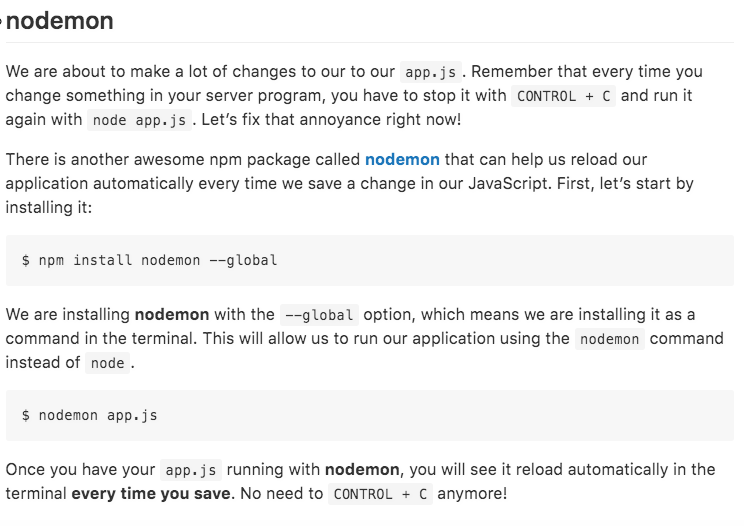 nodemon
We are about to make a lot of changes to our to our app.js . Remember that every time you
change something in your server program, you have to stop it with CONTROL + C and run it
again with node app.js . Let’s fix that annoyance right now!
There is another awesome npm package called nodemon that can help us reload our
application automatically every time we save a change in our JavaScript. First, let’s start by
installing it:
$ npm install nodemon --global
We are installing nodemon with the --global option, which means we are installing it as a
command in the terminal. This will allow us to run our application using the nodemon command
instead of node .
$ nodemon app.js
Once you have your app.js running with nodemon, you will see it reload automatically in the
terminal every time you save. No need to CONTROL + C anymore!